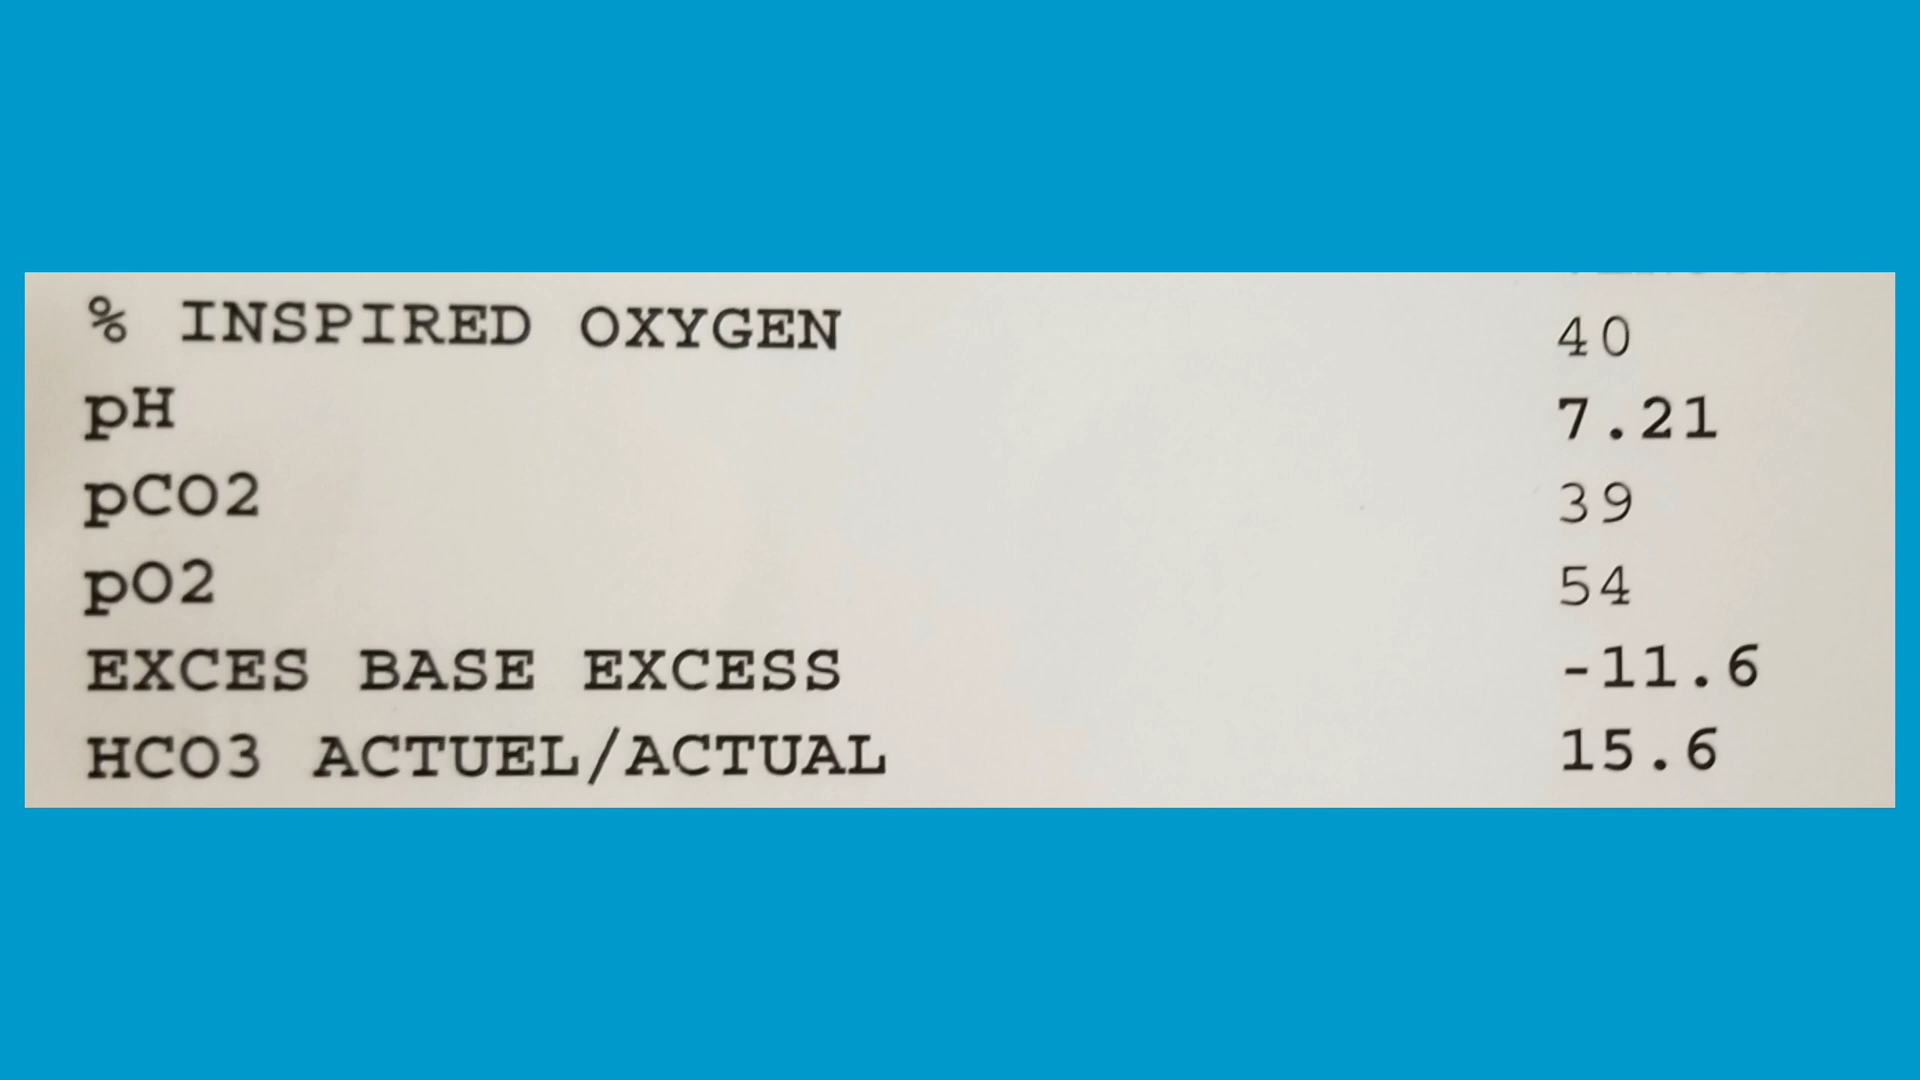 % INSPIRED OXYGEN 40
pH 7.21
pCO2 39
pO2 54
EXCES BASE EXCESS -11.6
HCO3 ACTUEL/ACTUAL 15.6